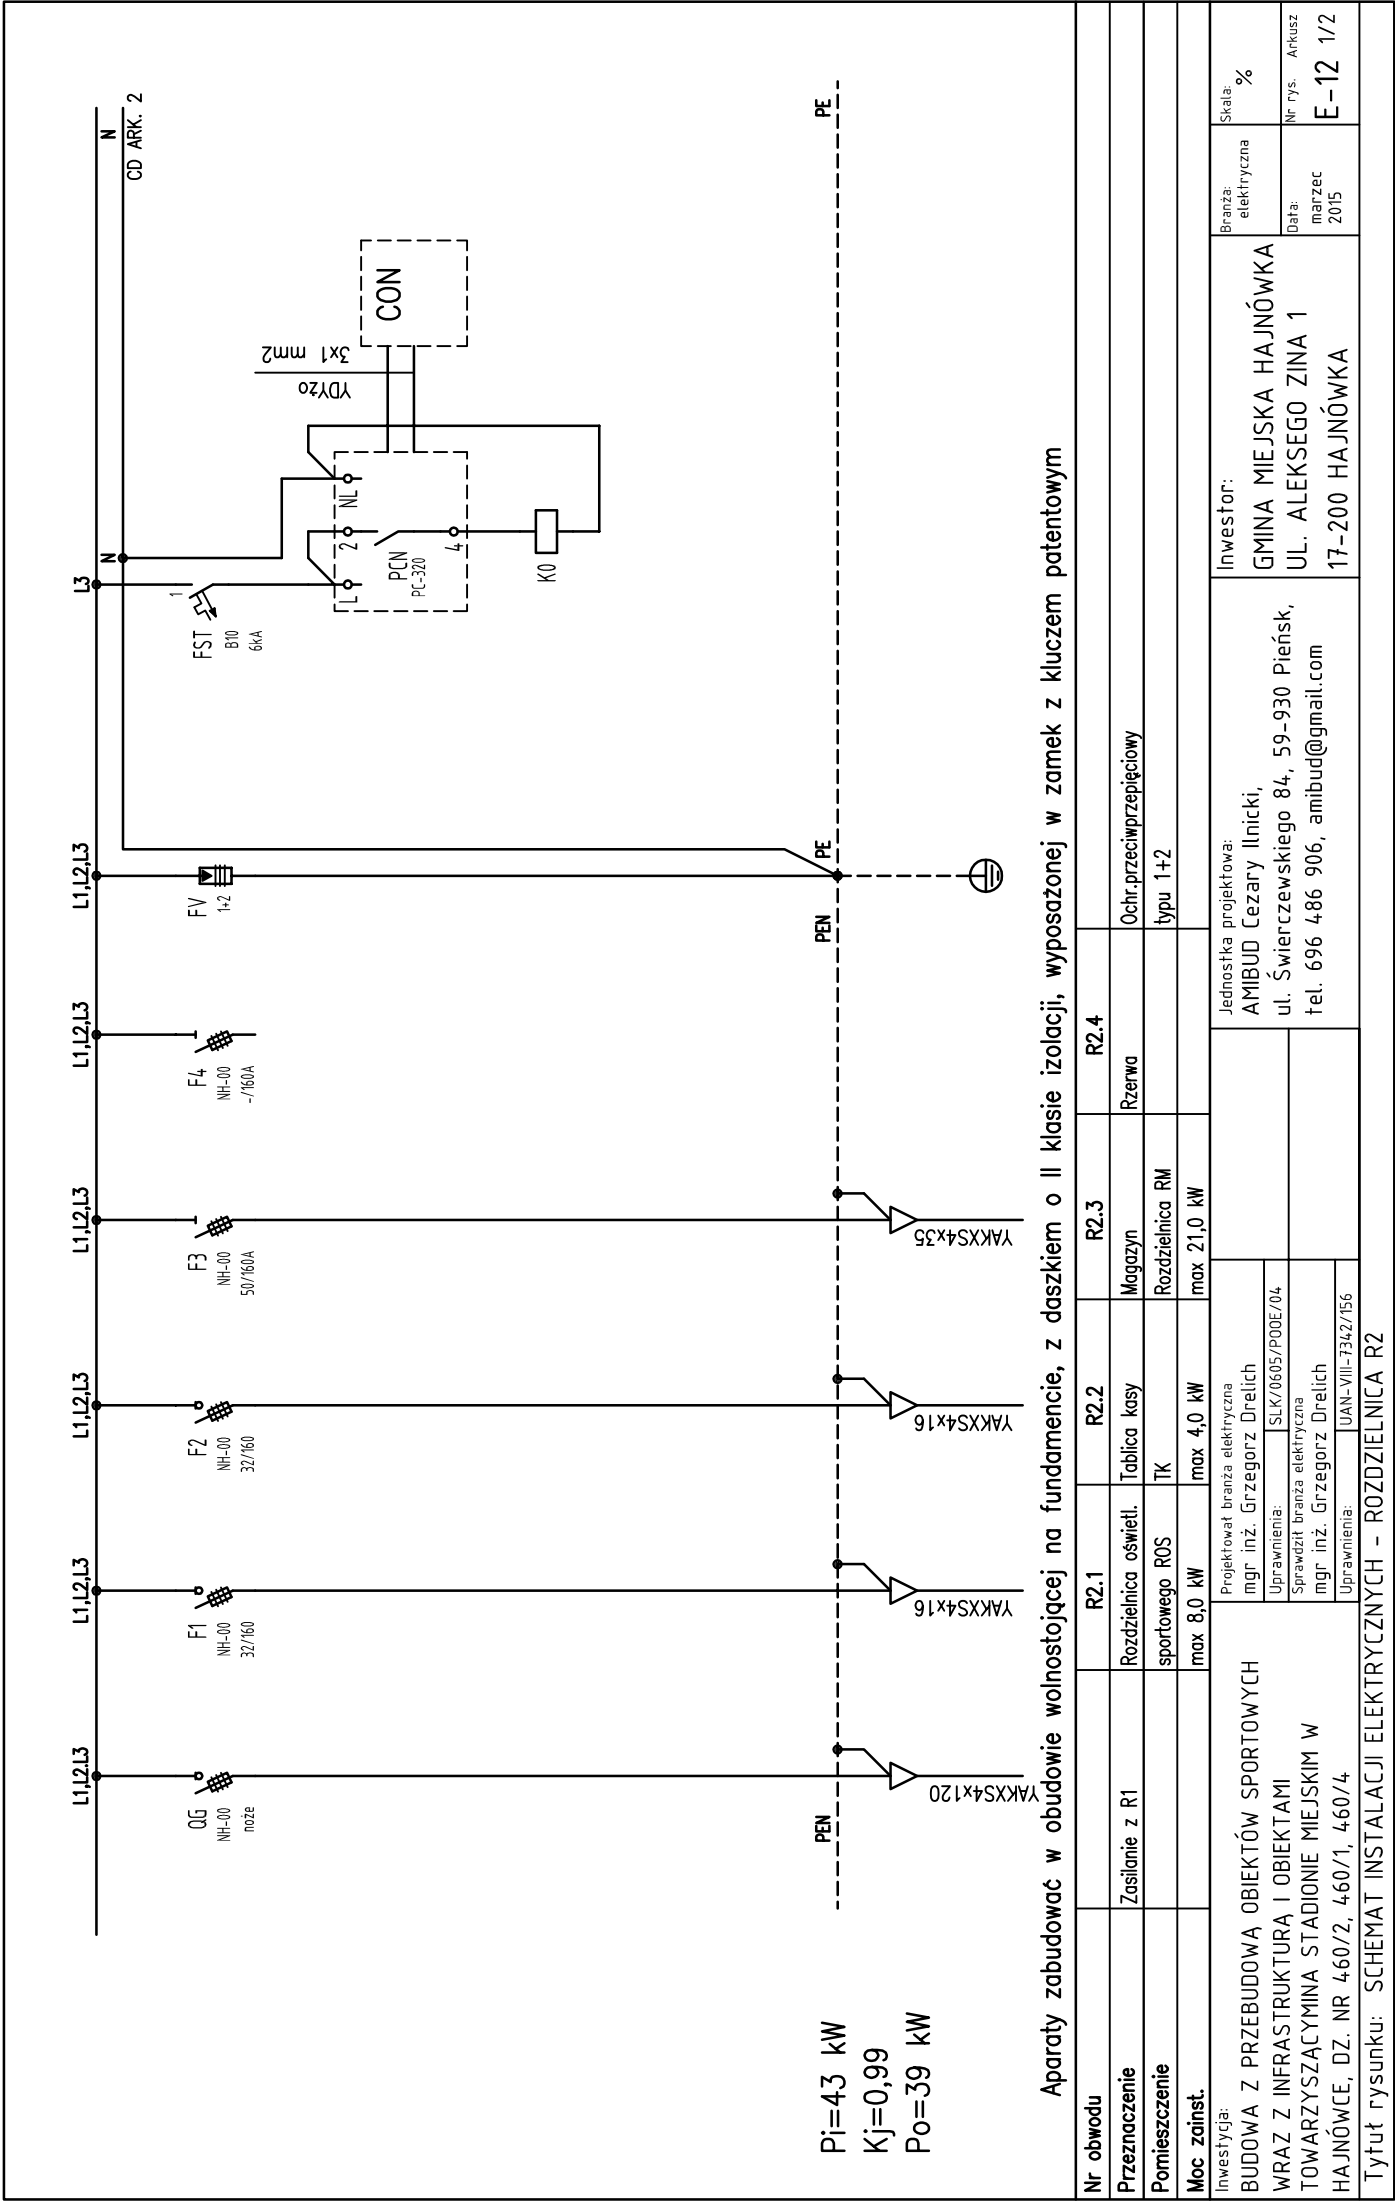 L1,L2.L3
L1,L2,L3
L1,L2,L3
L1,L2,L3
L1,L2,L3
L1,L2,L3
L3
N
N
CD ARK. 2
QG
NH-00
noże
F1
NH-00
32/160
F2
NH-00
32/160
F3
NH-00
50/160A
F4
NH-00
-/160A
FV
1+2
FST
B10
6kA
1
L
2
NL
PCN
PC-320
4
K0
YDYżo
3x1 mm2
CON
PEN
PEN
PE
PE
YAKXS4x120
YAKXS4x16
YAKXS4x16
YAKXS4x35
Pi=43 kW
Kj=0,99
Po=39 kW
Aparaty zabudować w obudowie wolnostojącej na fundamencie, z daszkiem o II klasie izolacji, wyposażonej w zamek z kluczem patentowym
Nr obwodu R2.1 R2.2 R2.3 R2.4
Przeznaczenie Zasilanie z R1 Rozdzielnica oświetl. Tablica kasy Magazyn Rzerwa Ochr.przeciwprzepięciowy
Pomieszczenie sportowego ROS TK Rozdzielnica RM typu 1+2
Moc zainst. max 8,0 kW max 4,0 kW max 21,0 kW
Inwestycja:
BUDOWA Z PRZEBUDOWĄ OBIEKTÓW SPORTOWYCH
WRAZ Z INFRASTRUKTURĄ I OBIEKTAMI
TOWARZYSZĄCYMINA STADIONIE MIEJSKIM W
HAJNÓWCE, DZ. NR 460/2, 460/1, 460/4
Projektował branża elektryczna
mgr inż. Grzegorz Drelich
Uprawnienia: SLK/0605/POOE/04
Sprawdził branża elektryczna
mgr inż. Grzegorz Drelich
Uprawnienia: UAN-VIII-7342/156
Jednostka projektowa:
AMIBUD Cezary Ilnicki,
ul. Świerczewskiego 84, 59-930 Pieńsk,
tel. 696 486 906, amibud@gmail.com
Inwestor:
GMINA MIEJSKA HAJNÓWKA
UL. ALEKSEGO ZINA 1
17-200 HAJNÓWKA
Branża:
elektryczna
Skala:
%
Data:
marzec
2015
Nr rys. Arkusz
E-12 1/2
Tytuł rysunku: SCHEMAT INSTALACJI ELEKTRYCZNYCH - ROZDZIELNICA R2